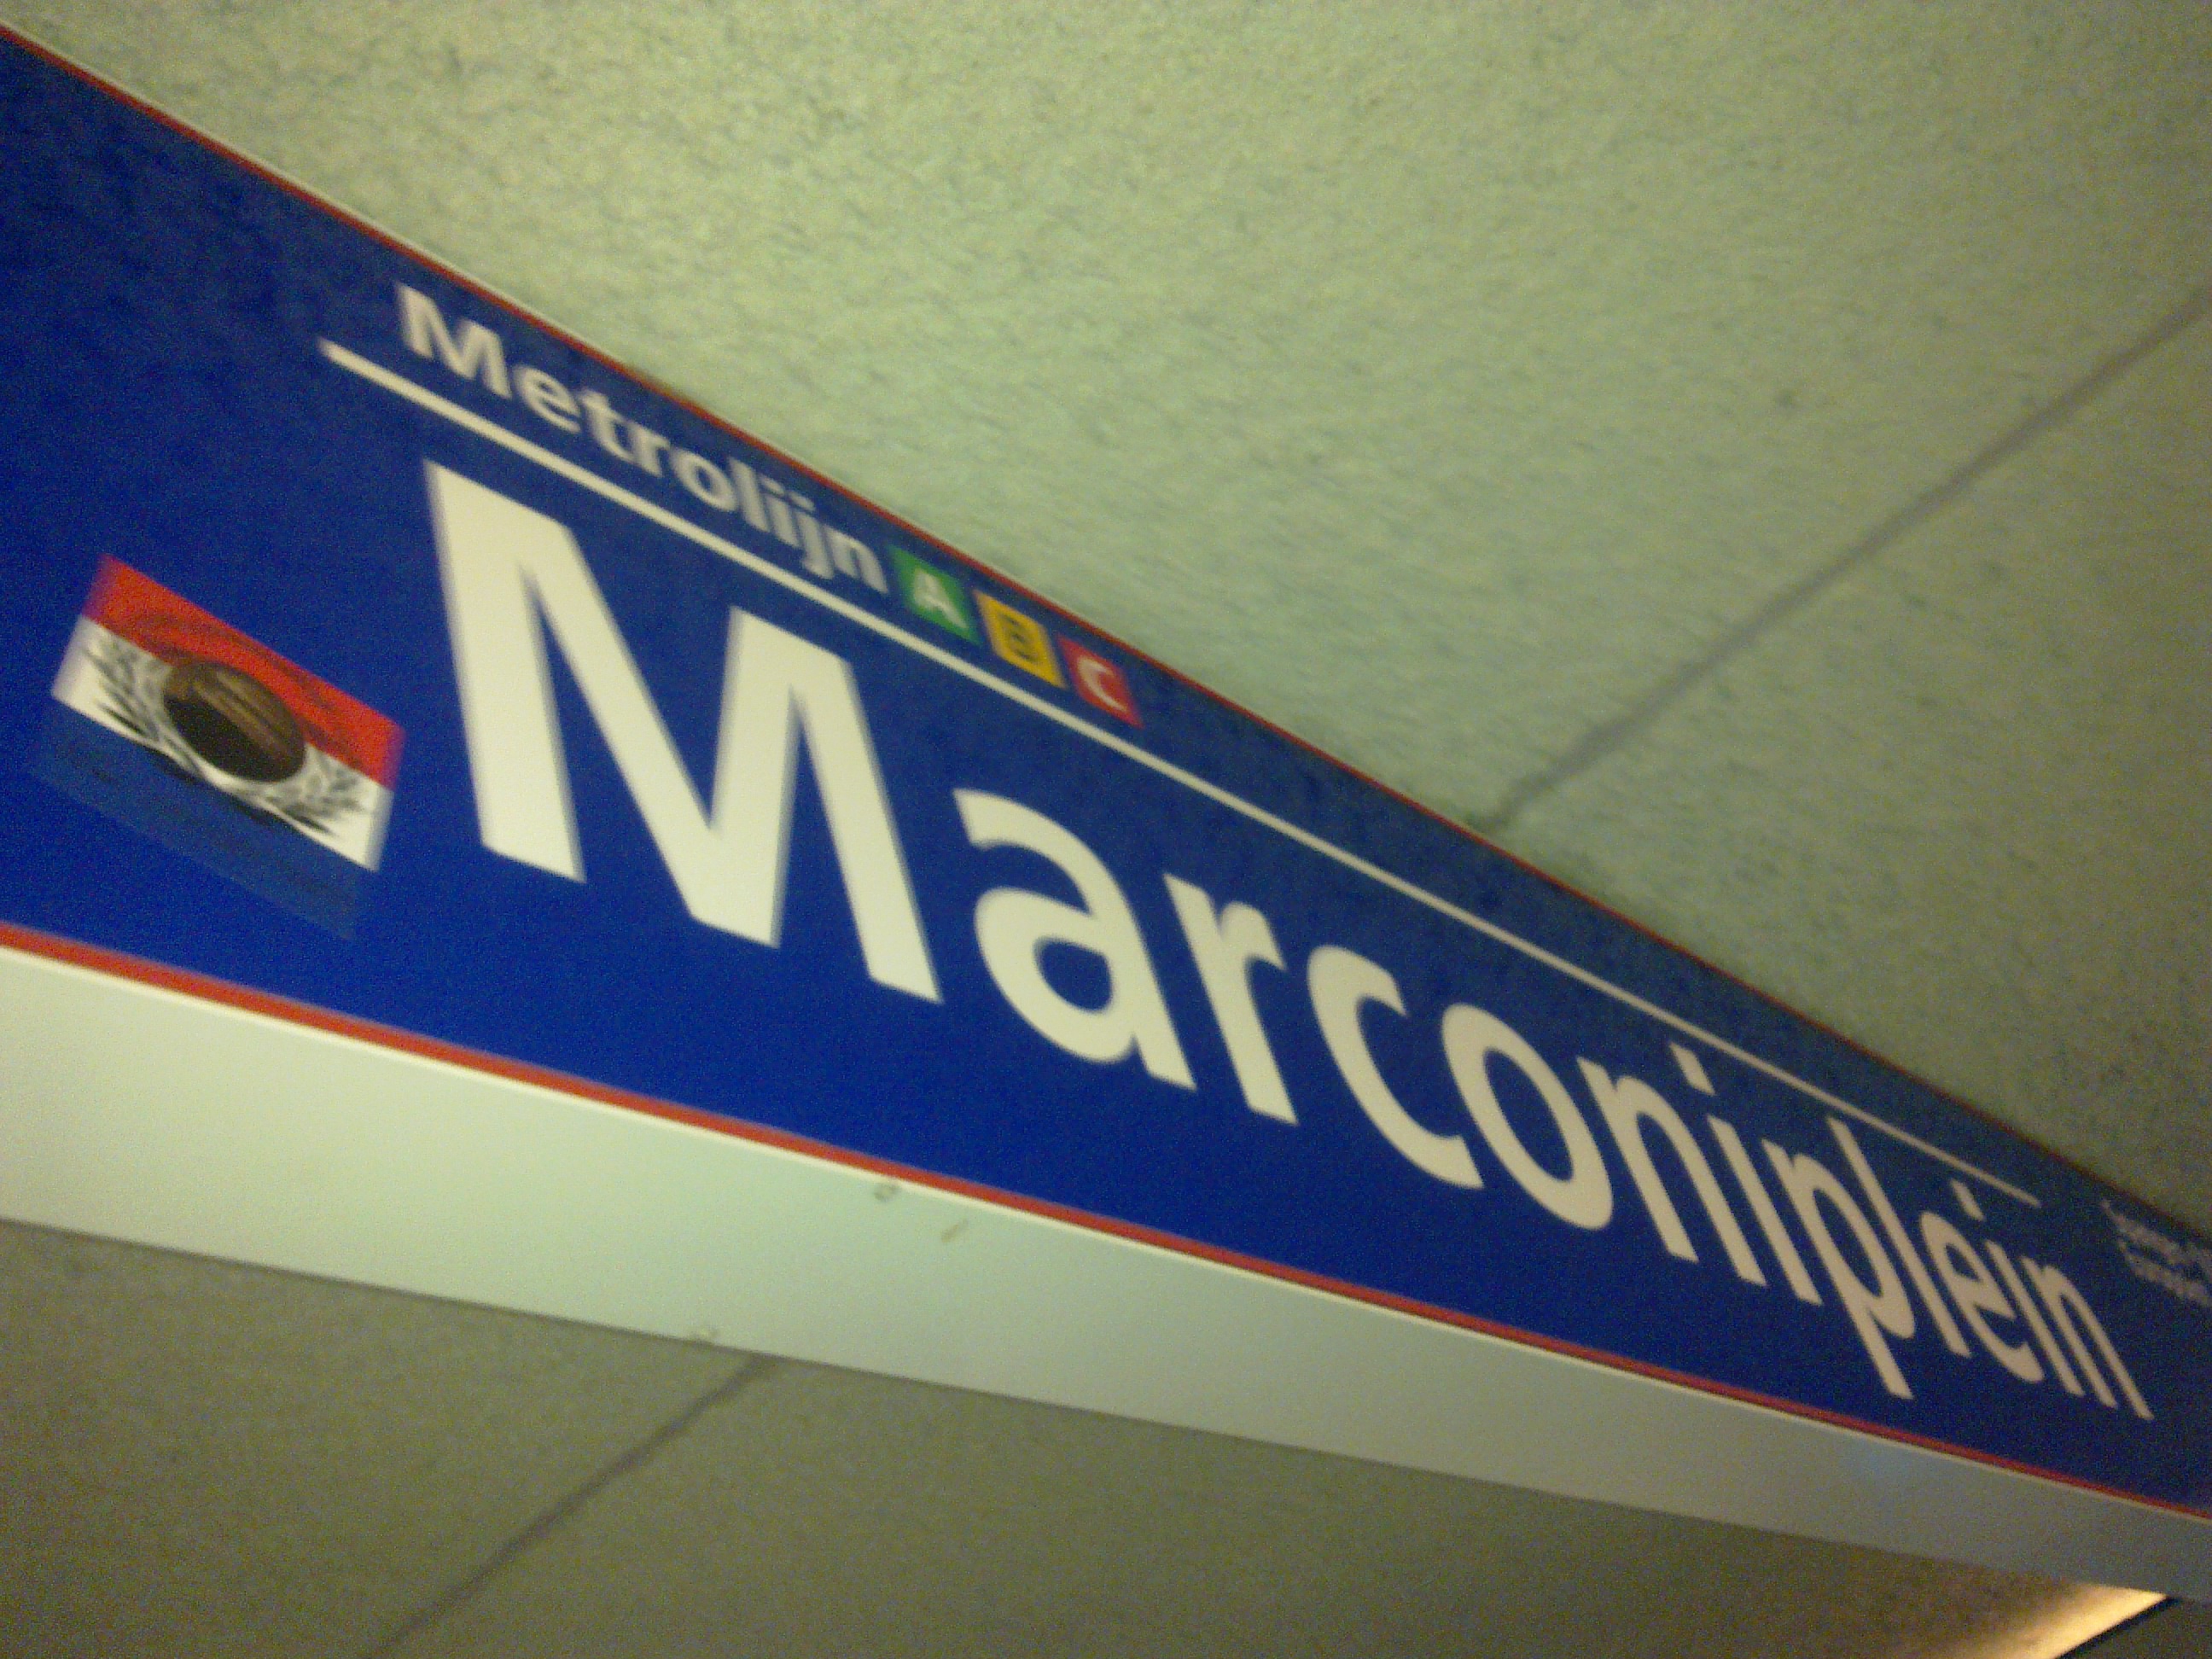 Metrolijn A B C
Marconiplein